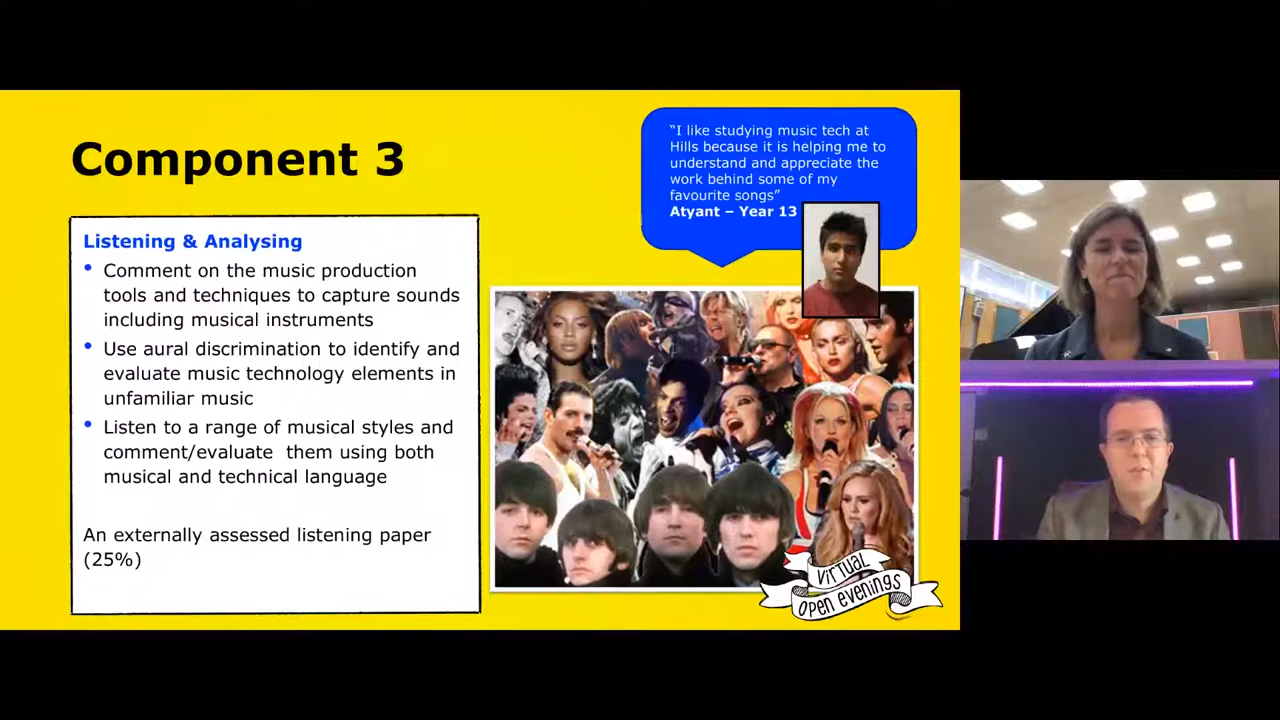 Component 3
Listening & Analysing
• Comment on the music production
tools and techniques to capture sounds
including musical instruments
• Use aural discrimination to identify and
evaluate music technology elements in
unfamiliar music
• Listen to a range of musical styles and
comment/evaluate  them using both
musical and technical language
An externally assessed listening paper
(25%)
“I like studying music tech at
Hills because it is helping me to
understand and appreciate the
work behind some of my
favourite songs”
Atyant – Year 13
VIRTUAL
OPEN EVENINGS